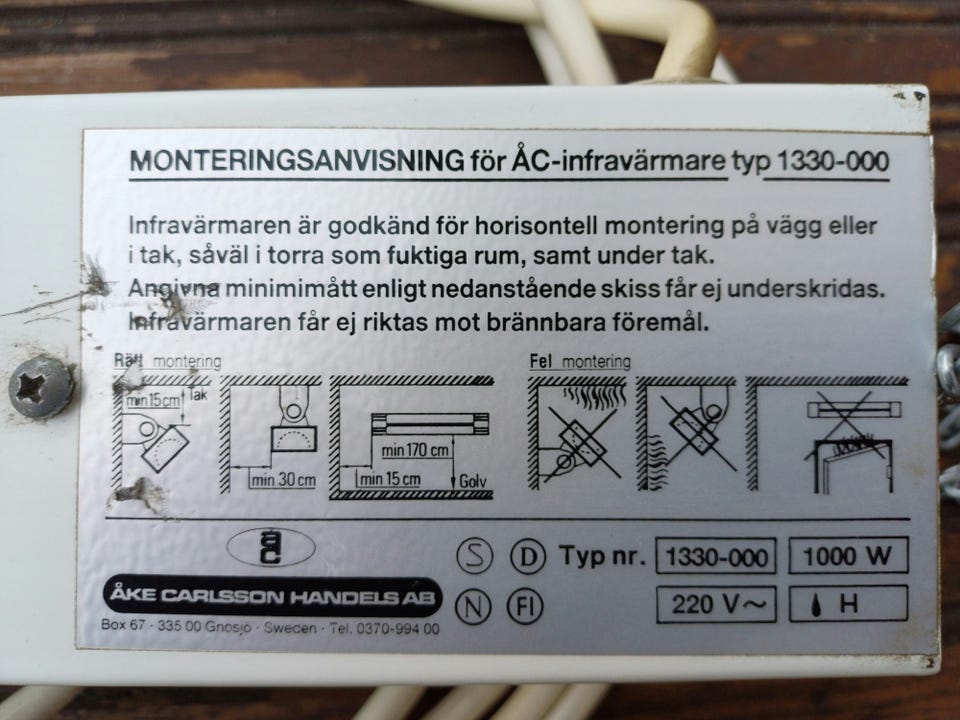 MONTERINGSANVISNING för ÅC-infravärmare typ 1330-000
Infravärmaren är godkänd för horisontell montering på vägg eller
i tak, såväl i torra som fuktiga rum, samt under tak.
Angivna minimimått enligt nedanstående skiss får ej underskridas.
Infravärmaren får ej riktas mot brännbara föremål.
Rätt montering
Fel montering
min 15cm
Tak
min 30 cm
min 170 cm
min 15 cm
Golv
åc
S D Typ nr. 1330-000 1000 W
ÅKE CARLSSON HANDELS AB
N FI 220 V~ H
Box 67 · 335 00 Gnosjö · Sweden · Tel. 0370-994 00